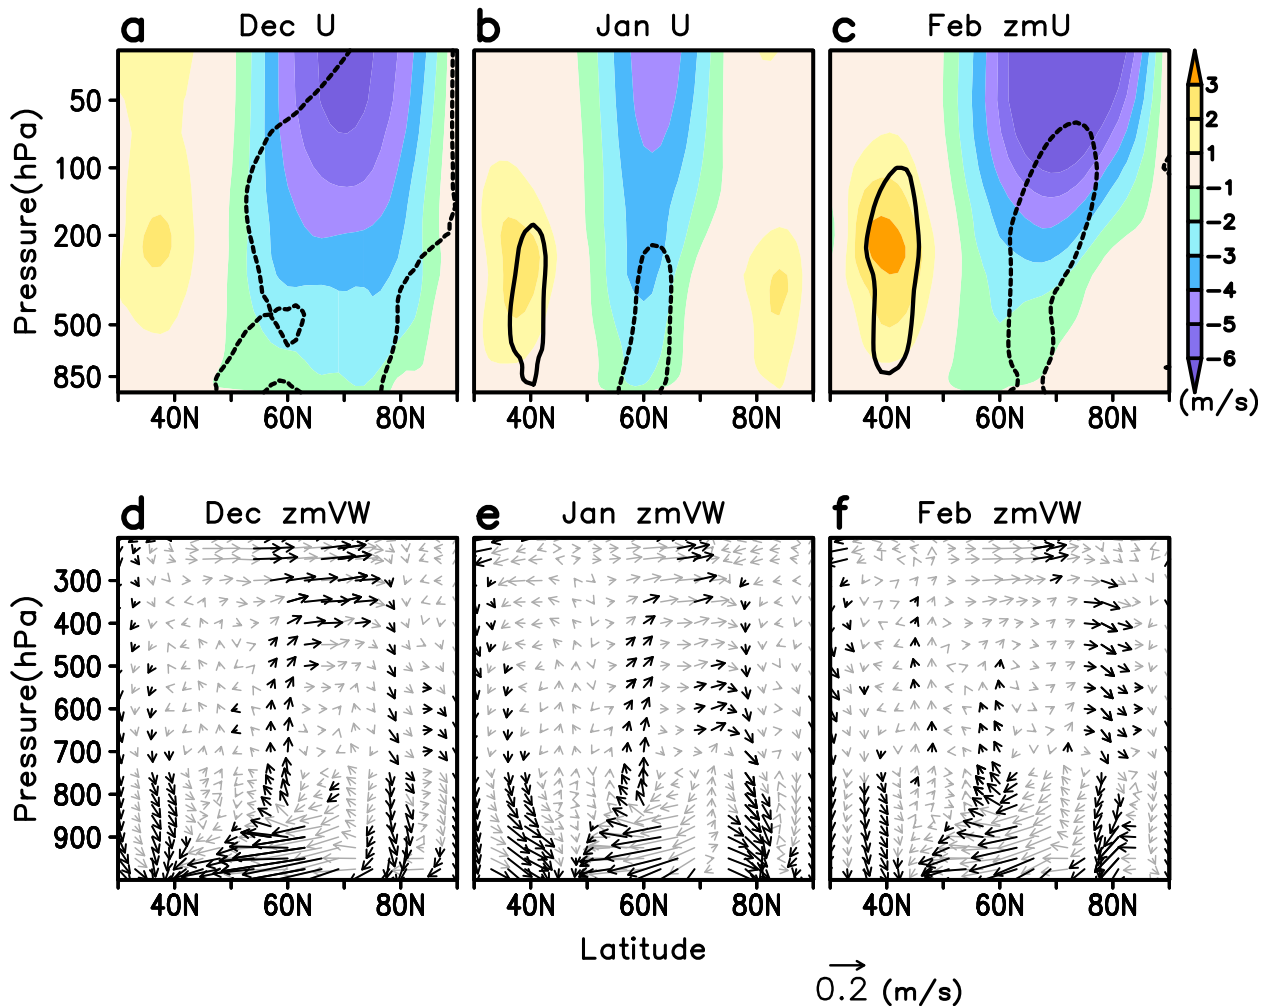 a Dec U
b Jan U
c Feb zmU
Pressure(hPa)
50
100
200
500
850
40N 60N 80N
40N 60N 80N
40N 60N 80N
3
2
1
−1
−2
−3
−4
−5
−6
(m/s)
d Dec zmVW
e Jan zmVW
f Feb zmVW
Pressure(hPa)
300
400
500
600
700
800
900
40N 60N 80N
40N 60N 80N
40N 60N 80N
Latitude
0.2 (m/s)